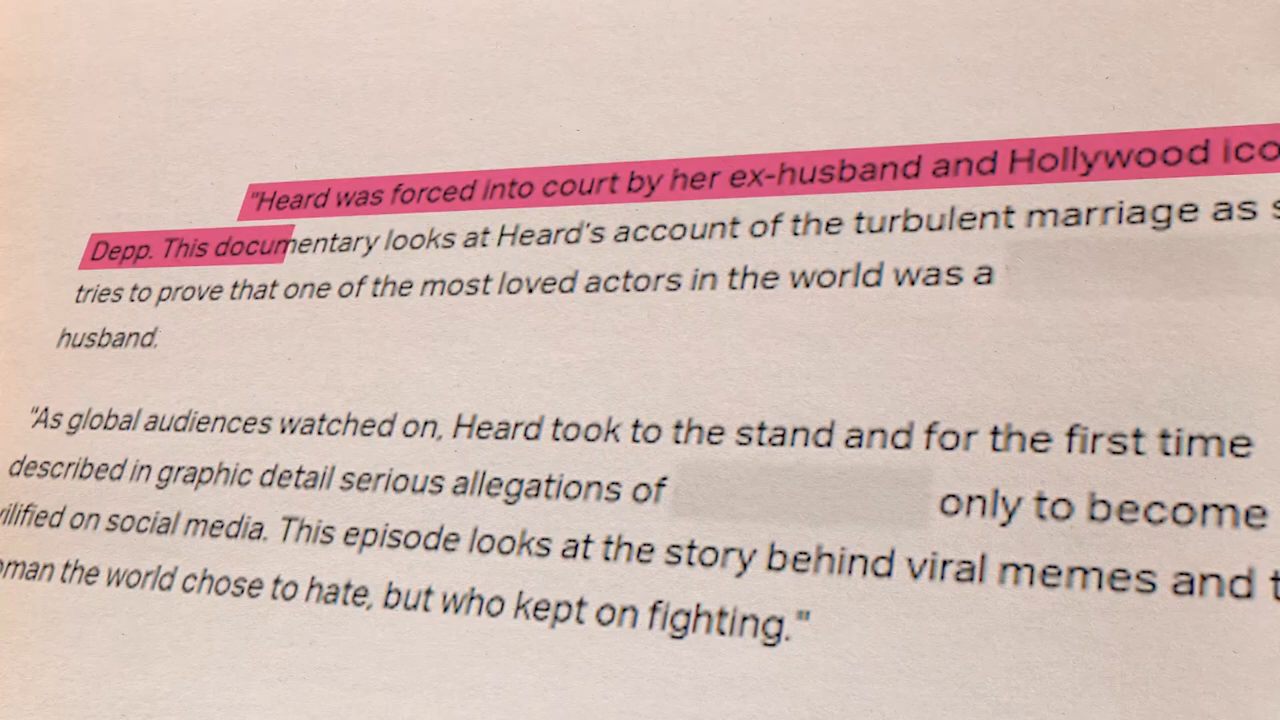 "Heard was forced into court by her ex-husband and Hollywood ico
Depp. This documentary looks at Heard's account of the turbulent marriage as s
tries to prove that one of the most loved actors in the world was a
husband.
"As global audiences watched on, Heard took to the stand and for the first time
described in graphic detail serious allegations of only to become
vilified on social media. This episode looks at the story behind viral memes and t
oman the world chose to hate, but who kept on fighting."